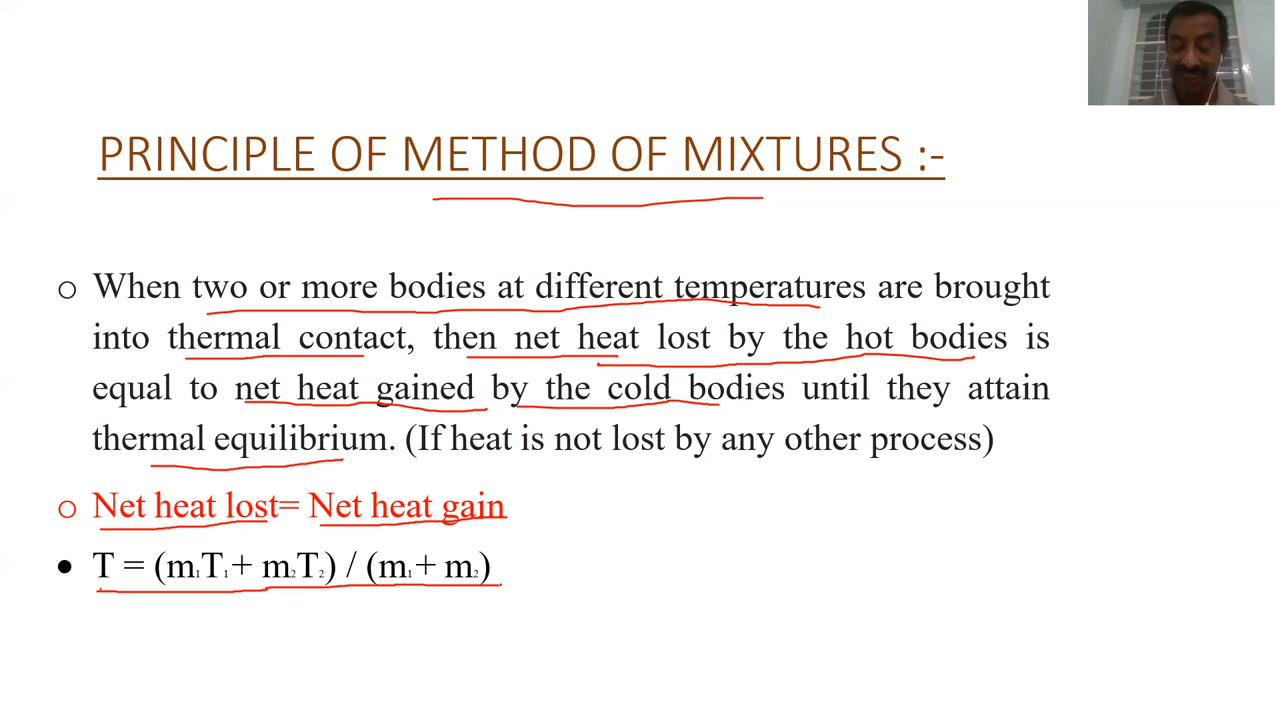 PRINCIPLE OF METHOD OF MIXTURES :-
○ When two or more bodies at different temperatures are brought
into thermal contact, then net heat lost by the hot bodies is
equal to net heat gained by the cold bodies until they attain
thermal equilibrium. (If heat is not lost by any other process)
○ Net heat lost= Net heat gain
• T = (m₁T₁+ m₂T₂) / (m₁+ m₂)